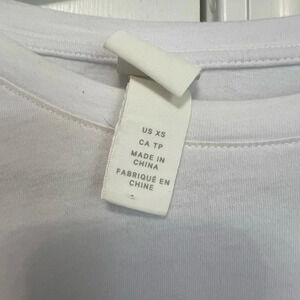 US XS
CA TP
MADE IN
CHINA
FABRIQUÉ EN
CHINE